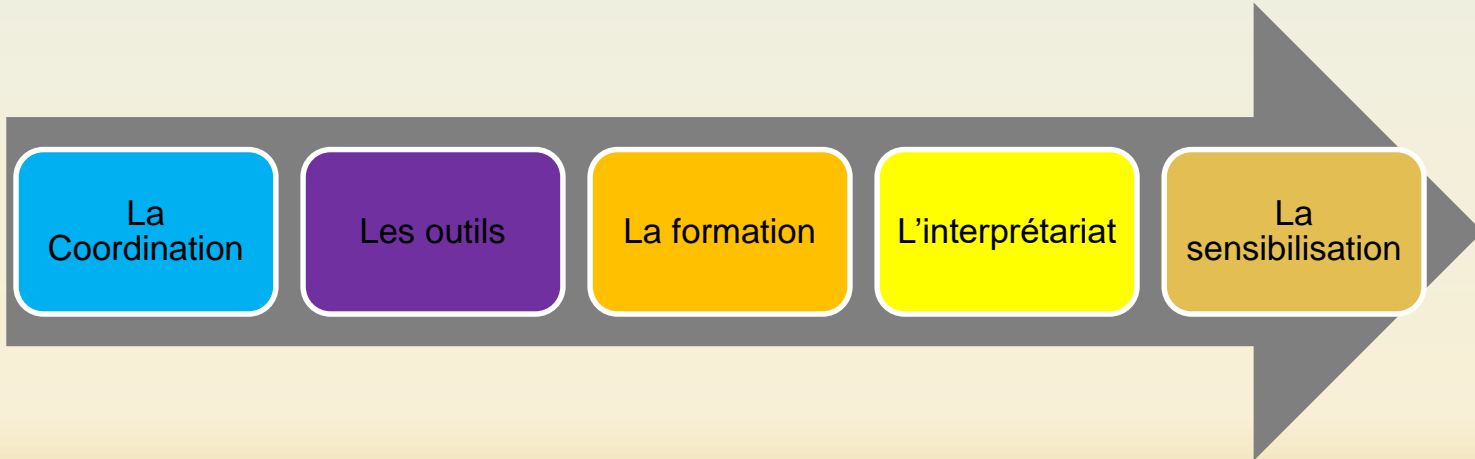 La
Coordination
Les outils
La formation
L’interprétariat
La
sensibilisation